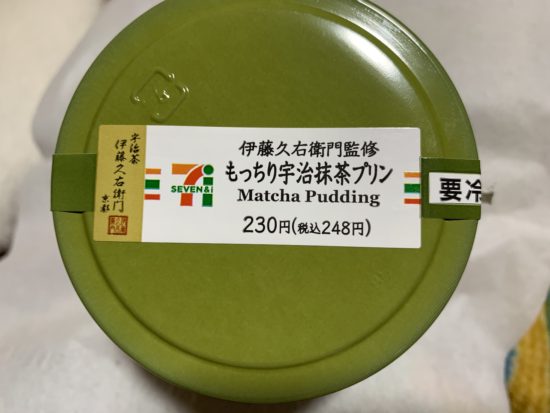 宇治茶
伊藤久右衛門
京都
SEVEN&i
伊藤久右衛門監修
もっちり宇治抹茶プリン
Matcha Pudding
230円(税込248円)
要冷